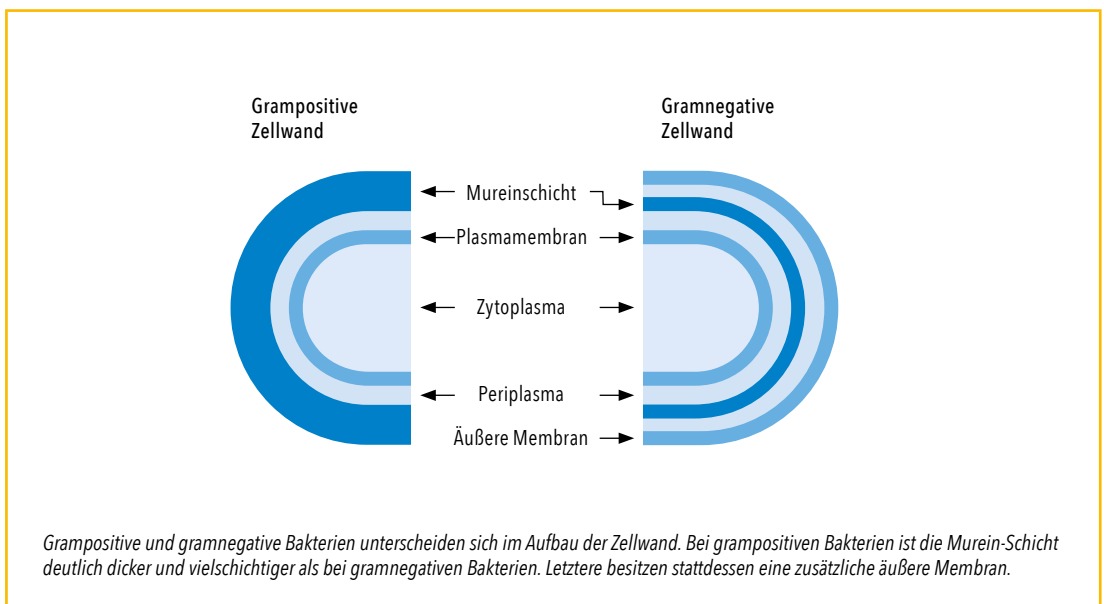 Grampositive
Zellwand
Gramnegative
Zellwand
Mureinschicht
Plasmamembran
Zytoplasma
Periplasma
Äußere Membran
Grampositive und gramnegative Bakterien unterscheiden sich im Aufbau der Zellwand. Bei grampositiven Bakterien ist die Murein-Schicht
deutlich dicker und vielschichtiger als bei gramnegativen Bakterien. Letztere besitzen stattdessen eine zusätzliche äußere Membran.